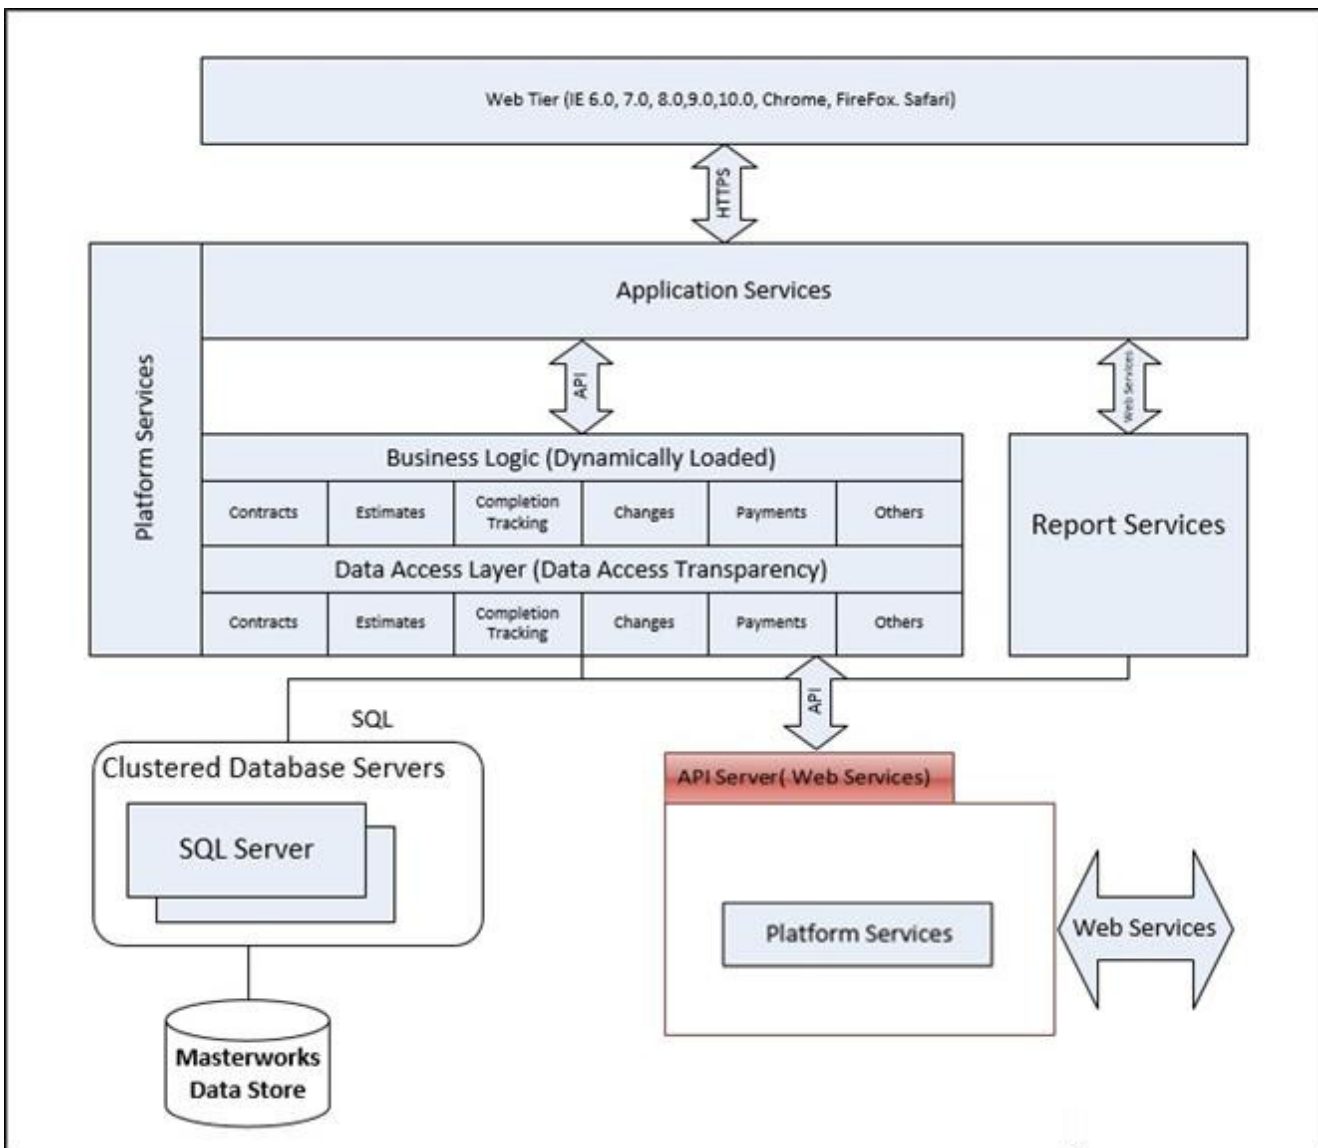 Web Tier (IE 6.0, 7.0, 8.0,9.0,10.0, Chrome, FireFox. Safari)
HTTPS
Platform Services
Application Services
API
Web Services
Business Logic (Dynamically Loaded)
Contracts
Estimates
Completion
Tracking
Changes
Payments
Others
Report Services
Data Access Layer (Data Access Transparency)
Contracts
Estimates
Completion
Tracking
Changes
Payments
Others
API
SQL
Clustered Database Servers
SQL Server
API Server( Web Services)
Platform Services
Web Services
Masterworks
Data Store